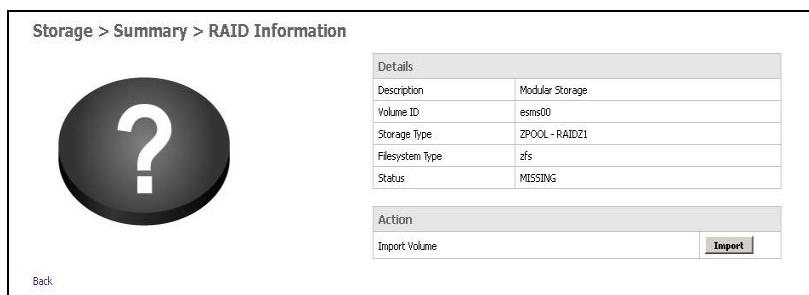 Storage > Summary > RAID Information
?
Details
Description Modular Storage
Volume ID esms00
Storage Type ZPOOL - RAIDZ1
Filesystem Type zfs
Status MISSING
Action
Import Volume Import
Back